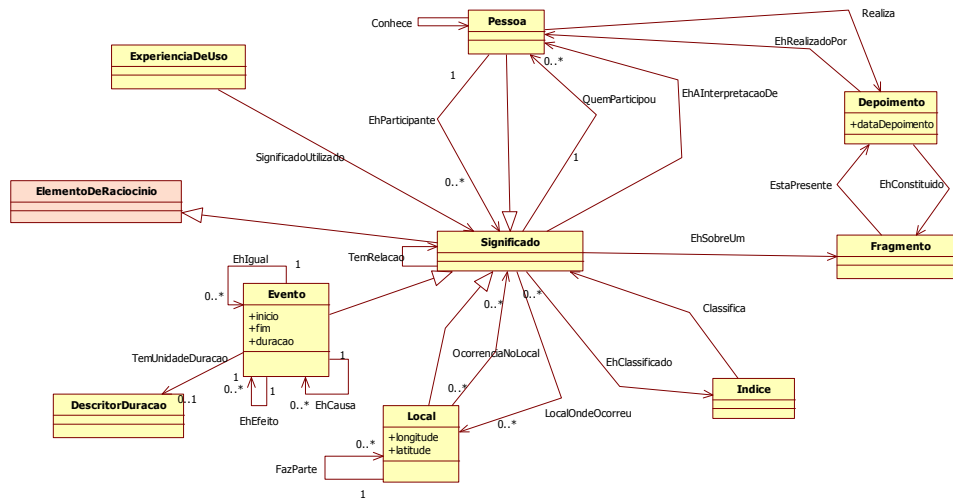 Pessoa
Conhece
Realiza
EhRealizadoPor
0..*
ExperienciaDeUso
1
QuemParticipou
EhAInterpretacaoDe
Depoimento
+dataDepoimento
EhParticipante
SignificadoUtilizado
1
0..*
EstaPresente
EhConstituido
ElementoDeRaciocinio
Significado
EhSobreUm
Fragmento
TemRelacao
EhIgual
1
0..*
Evento
+inicio
+fim
+duracao
0..*
0..*
Classifica
OcorrenciaNoLocal
EhClassificado
TemUnidadeDuracao
0..1
1
0..*
1
1
0..*
EhCausa
EhEfeito
DescritorDuracao
Indice
0..*
Local
+longitude
+latitude
LocalOndeOcorreu
0..*
0..*
FazParte
1